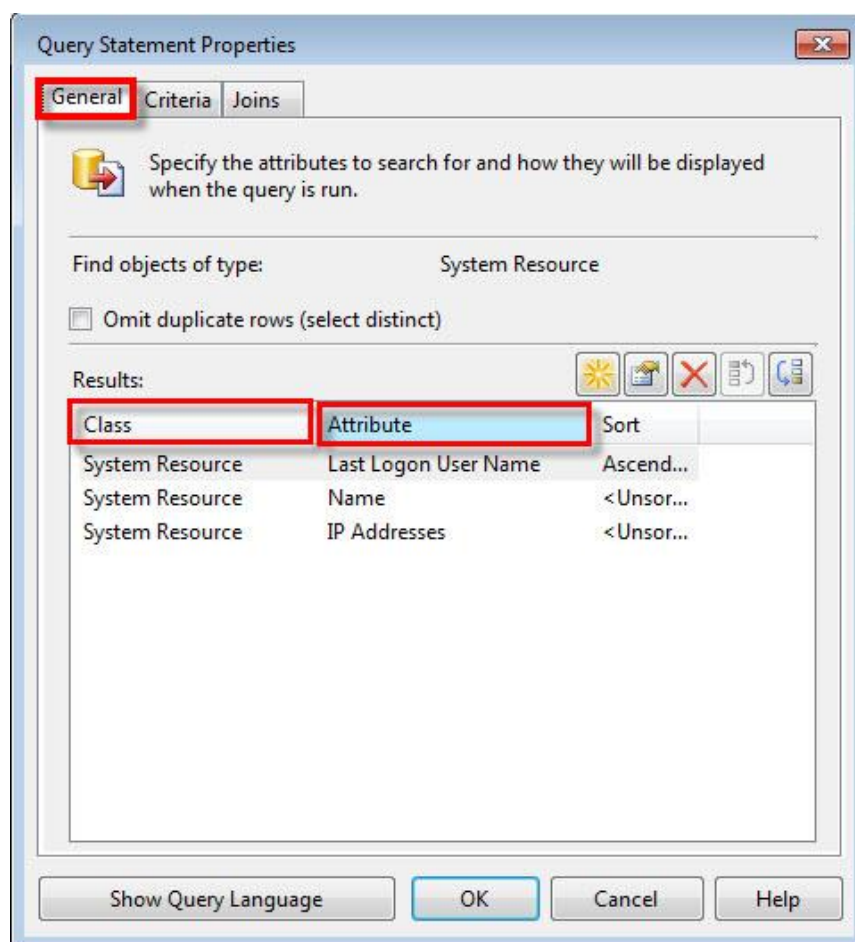 Query Statement Properties
General Criteria Joins
Specify the attributes to search for and how they will be displayed
when the query is run.
Find objects of type: System Resource
Omit duplicate rows (select distinct)
Results:
Class Attribute Sort
System Resource Last Logon User Name Ascend...
System Resource Name <Unsor...
System Resource IP Addresses <Unsor...
Show Query Language OK Cancel Help